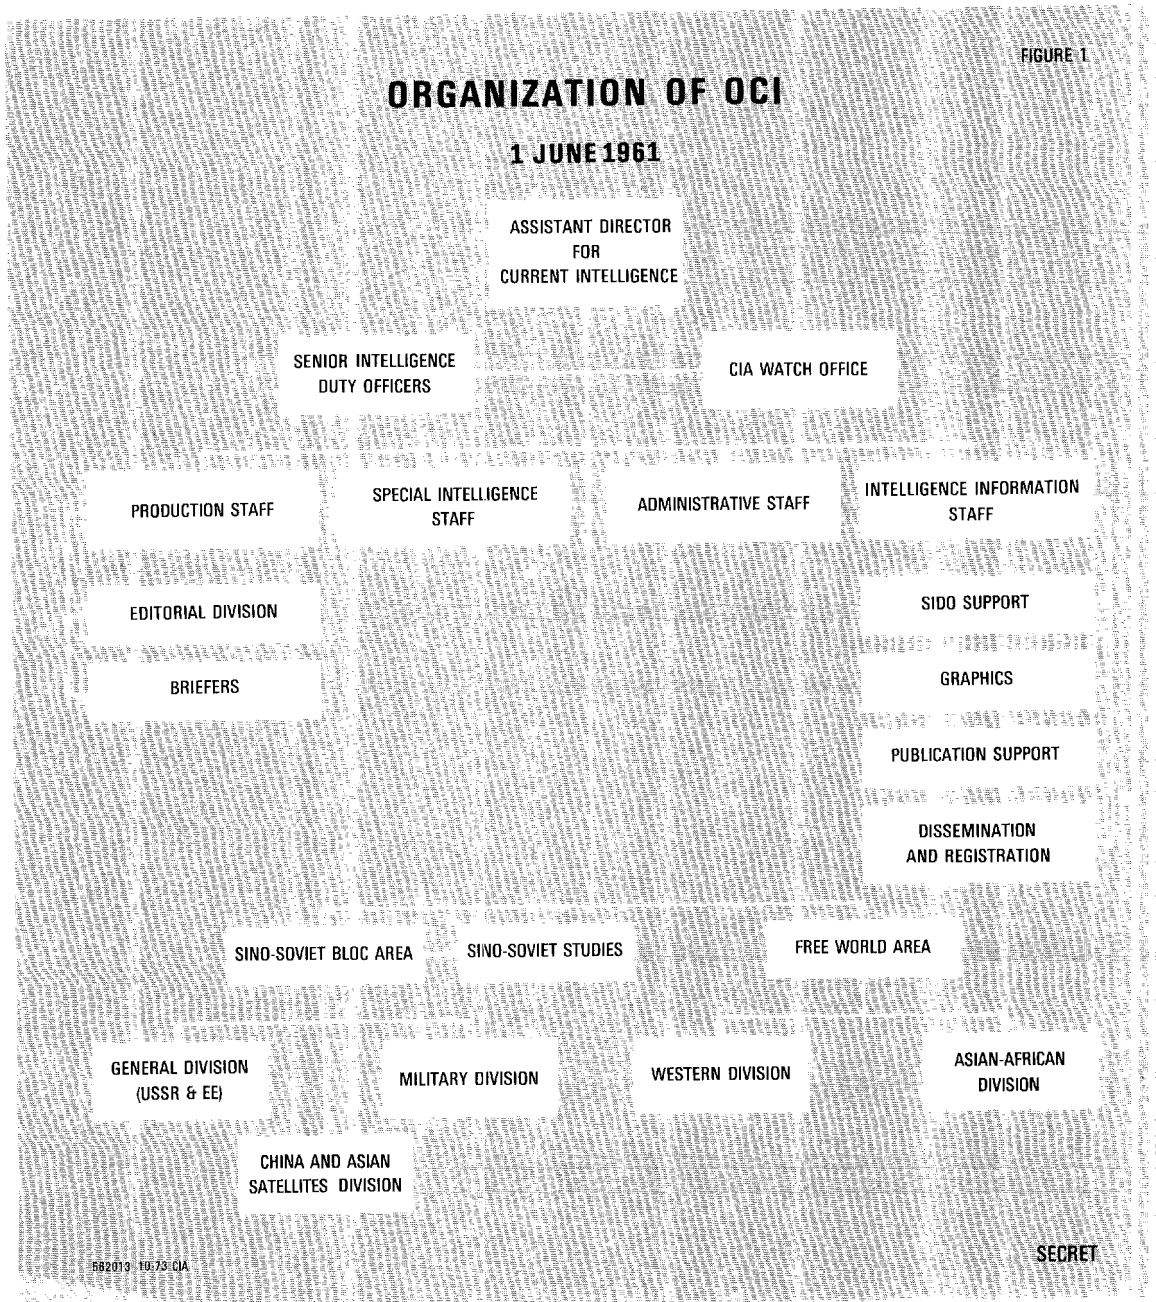 FIGURE 1
ORGANIZATION OF OCI
1 JUNE 1961
ASSISTANT DIRECTOR
FOR
CURRENT INTELLIGENCE
SENIOR INTELLIGENCE
DUTY OFFICERS
CIA WATCH OFFICE
PRODUCTION STAFF
SPECIAL INTELLIGENCE
STAFF
ADMINISTRATIVE STAFF
INTELLIGENCE INFORMATION
STAFF
EDITORIAL DIVISION
SIDO SUPPORT
BRIEFERS
GRAPHICS
PUBLICATION SUPPORT
DISSEMINATION
AND REGISTRATION
SINO-SOVIET BLOC AREA
SINO-SOVIET STUDIES
FREE WORLD AREA
GENERAL DIVISION
(USSR & EE)
MILITARY DIVISION
WESTERN DIVISION
ASIAN-AFRICAN
DIVISION
CHINA AND ASIAN
SATELLITES DIVISION
SECRET
562013 10-73 CIA